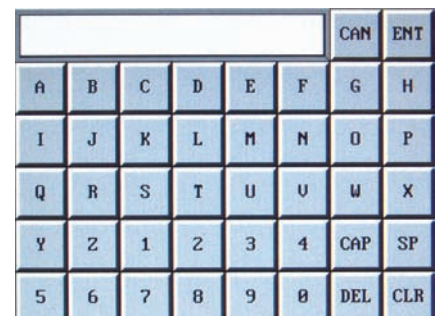 CAN ENT
A B C D E F G H
I J K L M N O P
Q R S T U V W X
Y Z 1 2 3 4 CAP SP
5 6 7 8 9 0 DEL CLR